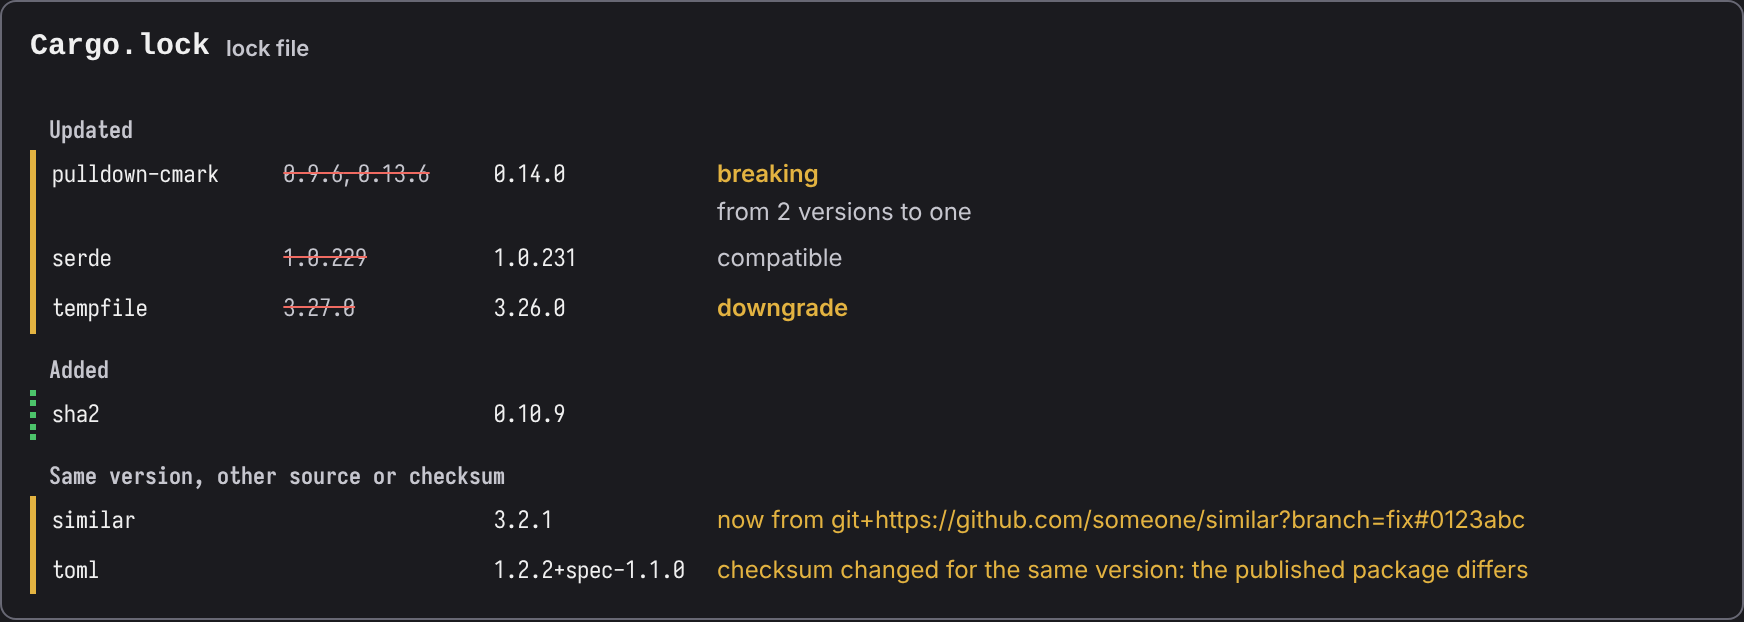 Cargo.lock lock file
Updated
pulldown-cmark 0.9.6, 0.13.6 0.14.0 breaking
from 2 versions to one
serde 1.0.229 1.0.231 compatible
tempfile 3.27.0 3.26.0 downgrade
Added
sha2 0.10.9
Same version, other source or checksum
similar 3.2.1 now from git+https://github.com/someone/similar?branch=fix#0123abc
toml 1.2.2+spec-1.1.0 checksum changed for the same version: the published package differs